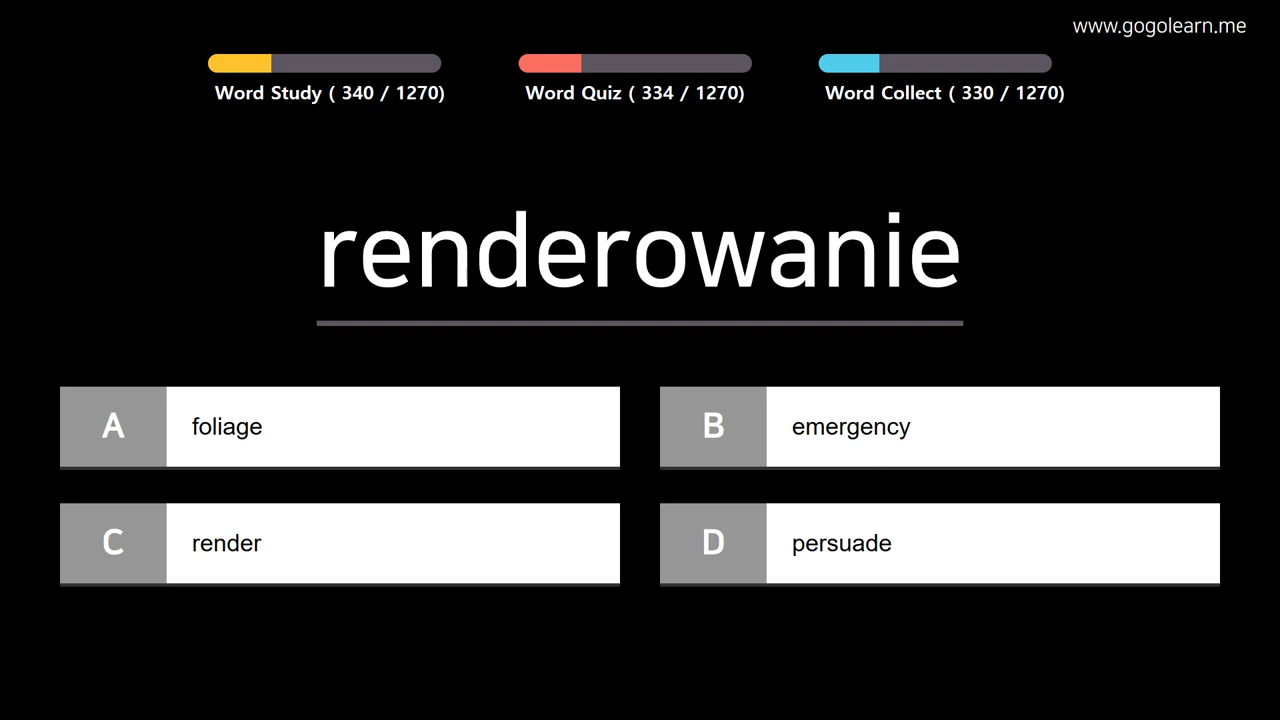 www.gogolearn.me
Word Study ( 340 / 1270)
Word Quiz ( 334 / 1270)
Word Collect ( 330 / 1270)
renderowanie
A foliage
B emergency
C render
D persuade